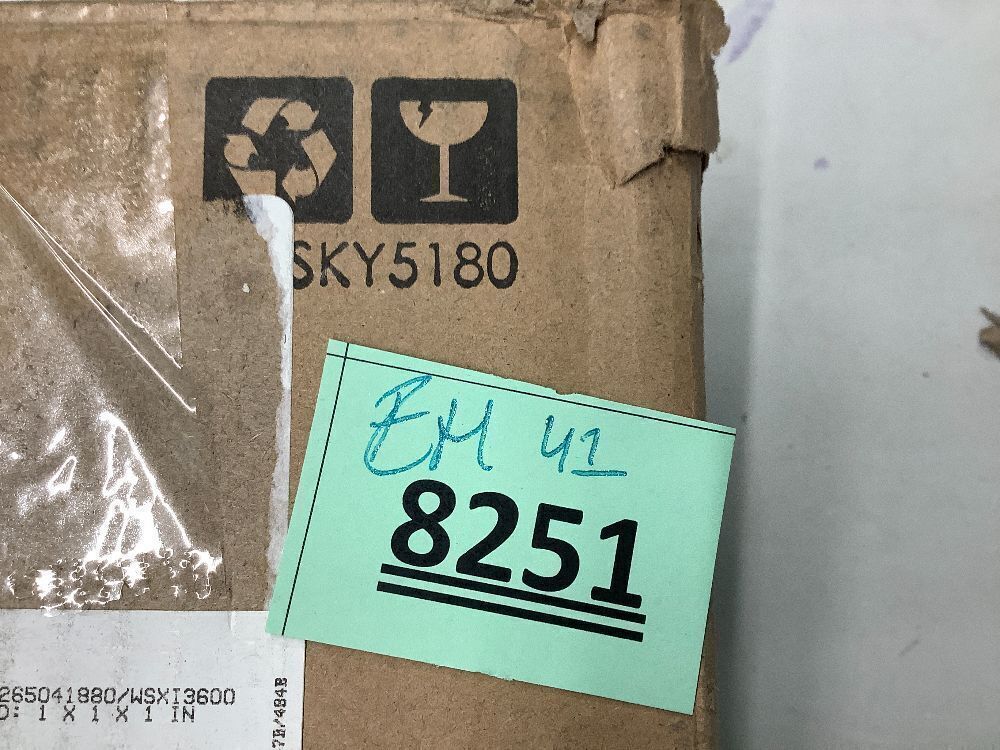 SKY5180
EM 41
8251
265041880/WSXI3600
D: 1 X 1 X 1 IN